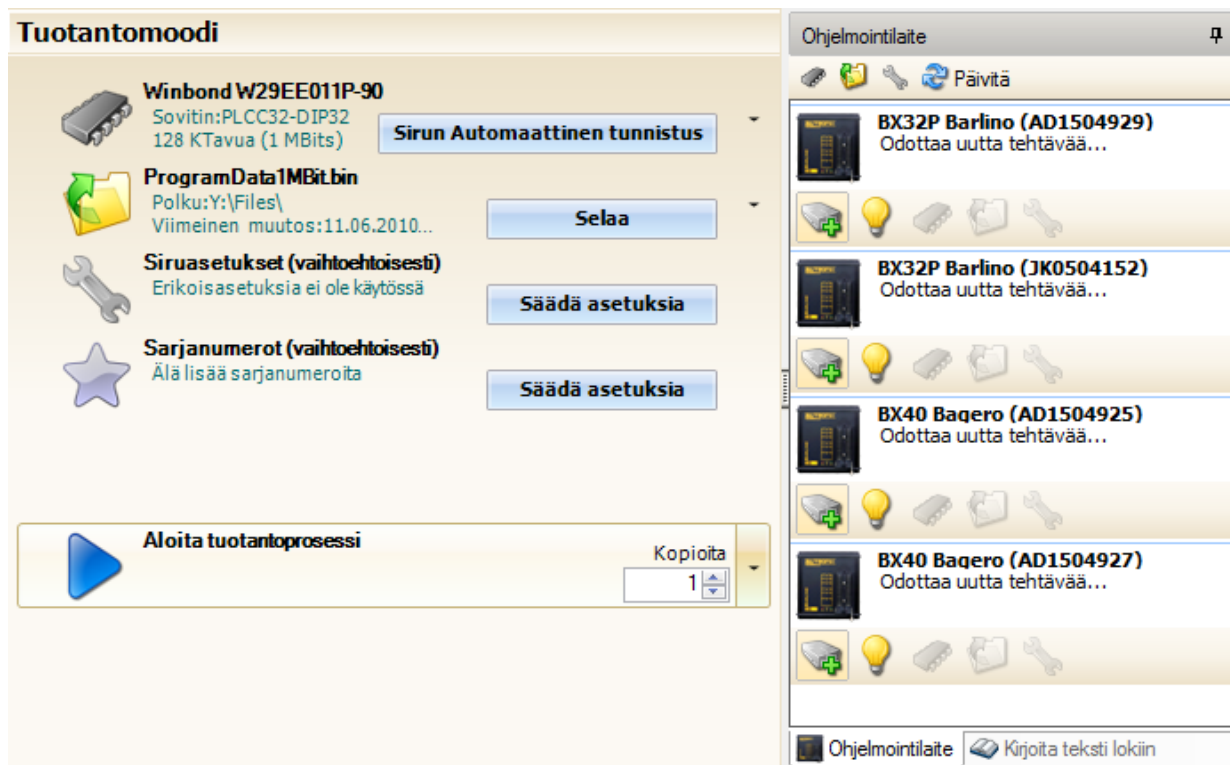 Tuotantomoodi
Winbond W29EE011P-90
Sovitin:PLCC32-DIP32
128 KTavua (1 MBits)
Sirun Automaattinen tunnistus
ProgramData1MBit.bin
Polku:Y:\Files\
Viimeinen muutos:11.06.2010...
Selaa
Siruasetukset (vaihtoehtoisesti)
Erikoisasetuksia ei ole käytössä
Säädä asetuksia
Sarjanumerot (vaihtoehtoisesti)
Älä lisää sarjanumeroita
Säädä asetuksia
Aloita tuotantoprosessi
Kopioita
1
Ohjelmointilaite
Päivitä
BX32P Barlino (AD1504929)
Odottaa uutta tehtävää...
BX32P Barlino (JK0504152)
Odottaa uutta tehtävää...
BX40 Bagero (AD1504925)
Odottaa uutta tehtävää...
BX40 Bagero (AD1504927)
Odottaa uutta tehtävää...
Ohjelmointilaite
Kirjoita teksti lokiin